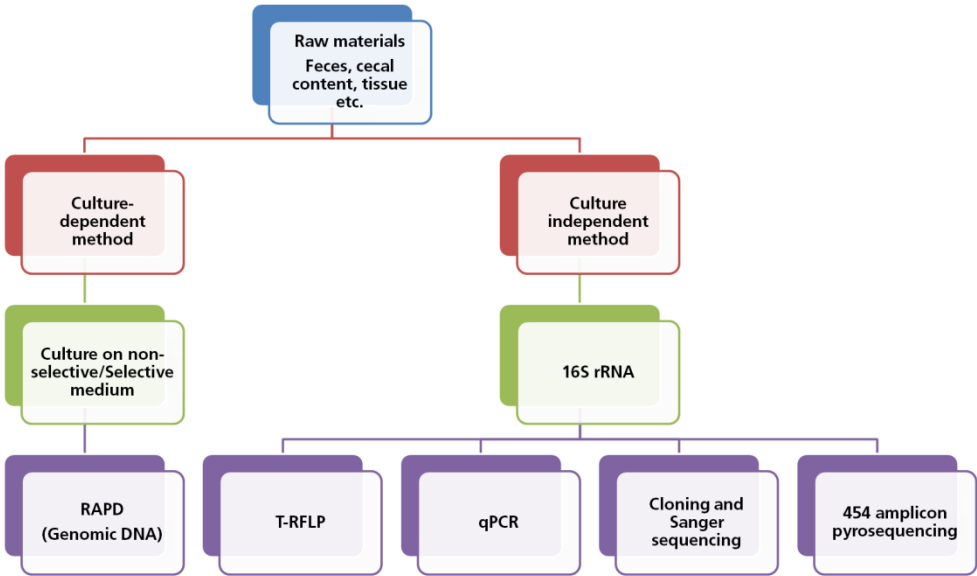 Raw materials
Feces, cecal
content, tissue
etc.
Culture-
dependent
method
Culture
independent
method
Culture on non-
selective/Selective
medium
16S rRNA
RAPD
(Genomic DNA)
T-RFLP
qPCR
Cloning and
Sanger
sequencing
454 amplicon
pyrosequencing